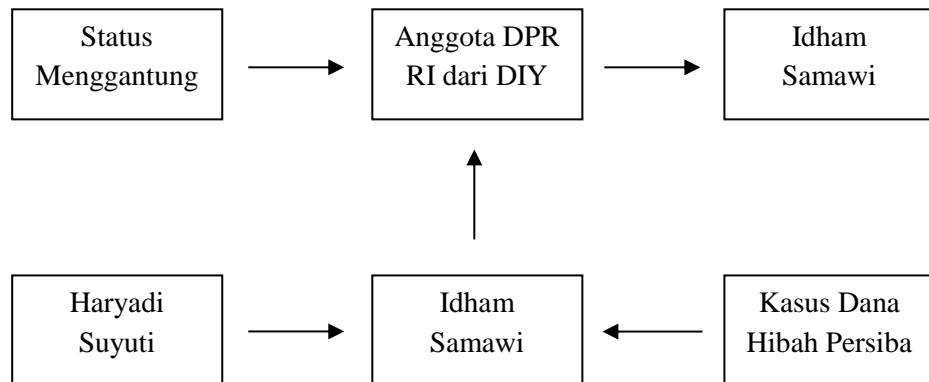 Status
Menggantung
Anggota DPR
RI dari DIY
Idham
Samawi
Haryadi
Suyuti
Idham
Samawi
Kasus Dana
Hibah Persiba